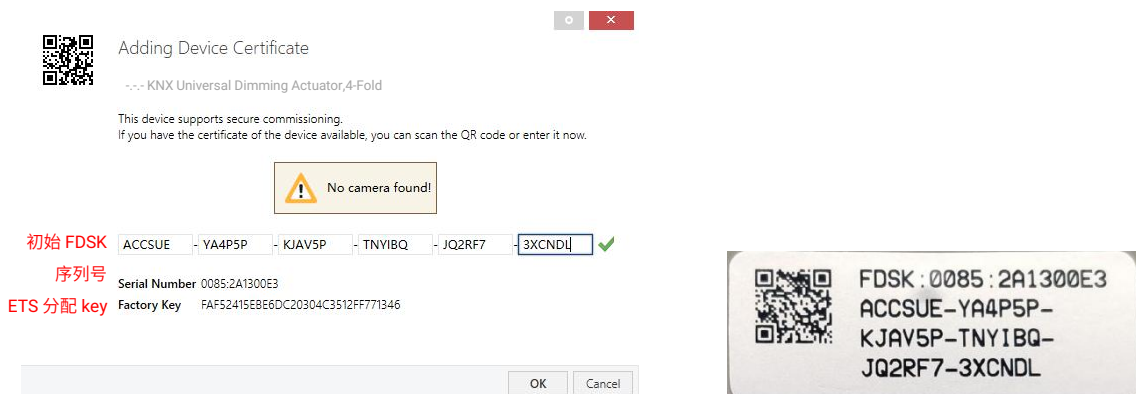 Adding Device Certificate
-.-.- KNX Universal Dimming Actuator,4-Fold
This device supports secure commissioning.
If you have the certificate of the device available, you can scan the QR code or enter it now.
No camera found!
初始 FDSK
ACCSUE - YA4P5P - KJAV5P - TNYIBQ - JQ2RF7 - 3XCNDL
序列号
Serial Number 0085:2A1300E3
ETS 分配 key
Factory Key FAF52415EBE6DC20304C3512FF771346
OK
Cancel
FDSK:0085:2A1300E3
ACCSUE-YA4P5P-
KJAV5P-TNYIBQ-
JQ2RF7-3XCNDL